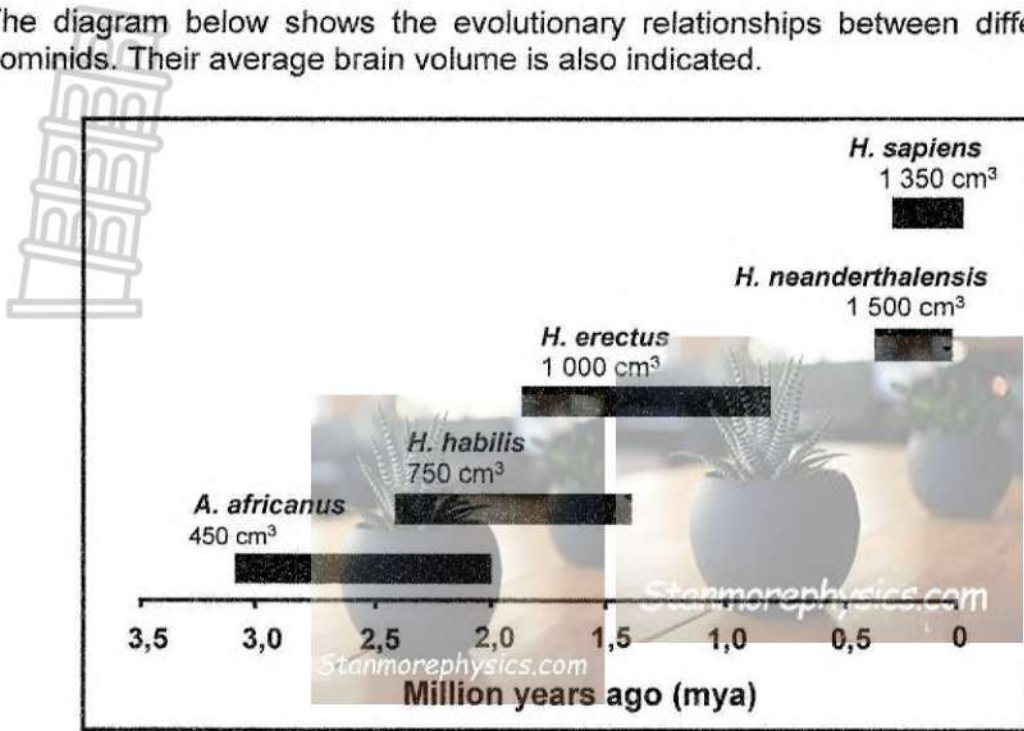 he diagram below shows the evolutionary relationships between diffe
ominids. Their average brain volume is also indicated.
H. sapiens
1 350 cm³
H. neanderthalensis
1 500 cm³
H. erectus
1 000 cm³
H. habilis
750 cm³
A. africanus
450 cm³
Stanmorephysics.com
3,5 3,0 2,5 2,0 1,5 1,0 0,5 0
Stanmorephysics.com
Million years ago (mya)